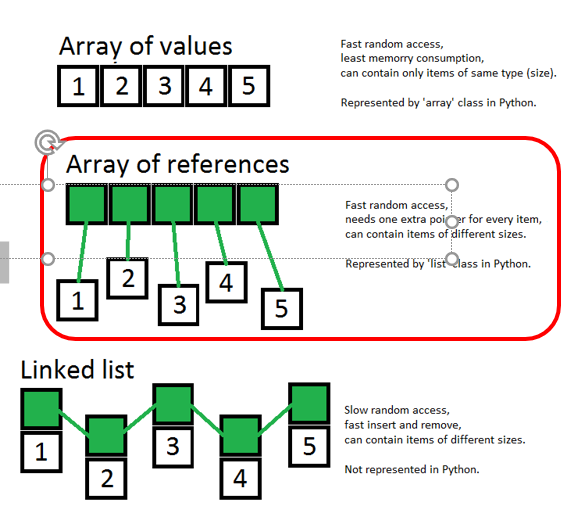 Array of values
1 2 3 4 5
Fast random access,
least memorry consumption,
can contain only items of same type (size).
Represented by 'array' class in Python.
Array of references
1 2 3 4 5
Fast random access,
needs one extra pointer for every item,
can contain items of different sizes.
Represented by 'list' class in Python.
Linked list
1 2 3 4 5
Slow random access,
fast insert and remove,
can contain items of different sizes.
Not represented in Python.